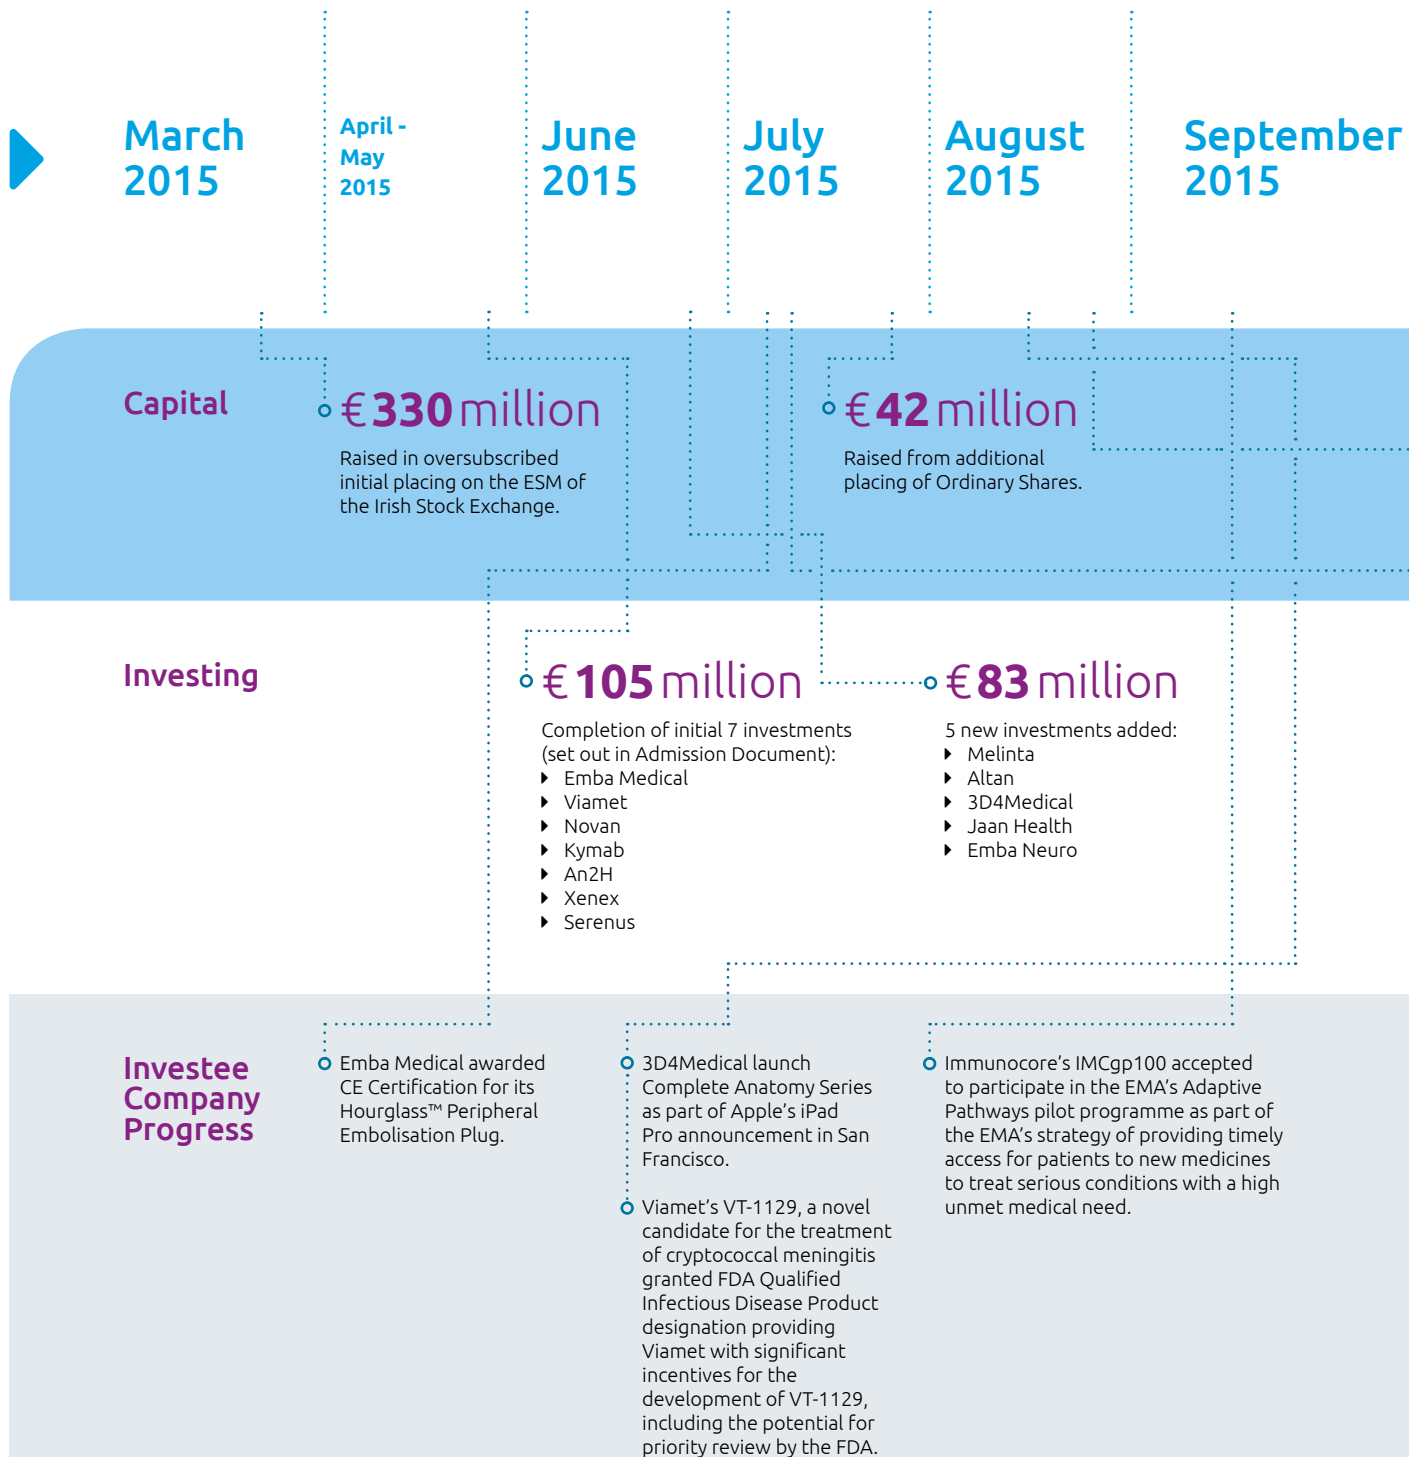 March
2015
April -
May
2015
June
2015
July
2015
August
2015
September
2015
Capital
€330 million
Raised in oversubscribed
initial placing on the ESM of
the Irish Stock Exchange.
€42 million
Raised from additional
placing of Ordinary Shares.
Investing
€105 million
Completion of initial 7 investments
(set out in Admission Document):
Emba Medical
Viamet
Novan
Kymab
An2H
Xenex
Serenus
€83 million
5 new investments added:
Melinta
Altan
3D4Medical
Jaan Health
Emba Neuro
Investee
Company
Progress
Emba Medical awarded
CE Certification for its
Hourglass™ Peripheral
Embolisation Plug.
3D4Medical launch
Complete Anatomy Series
as part of Apple's iPad
Pro announcement in San
Francisco.
Viamet's VT-1129, a novel
candidate for the treatment
of cryptococcal meningitis
granted FDA Qualified
Infectious Disease Product
designation providing
Viamet with significant
incentives for the
development of VT-1129,
including the potential for
priority review by the FDA.
Immunocore's IMCgp100 accepted
to participate in the EMA's Adaptive
Pathways pilot programme as part of
the EMA's strategy of providing timely
access for patients to new medicines
to treat serious conditions with a high
unmet medical need.